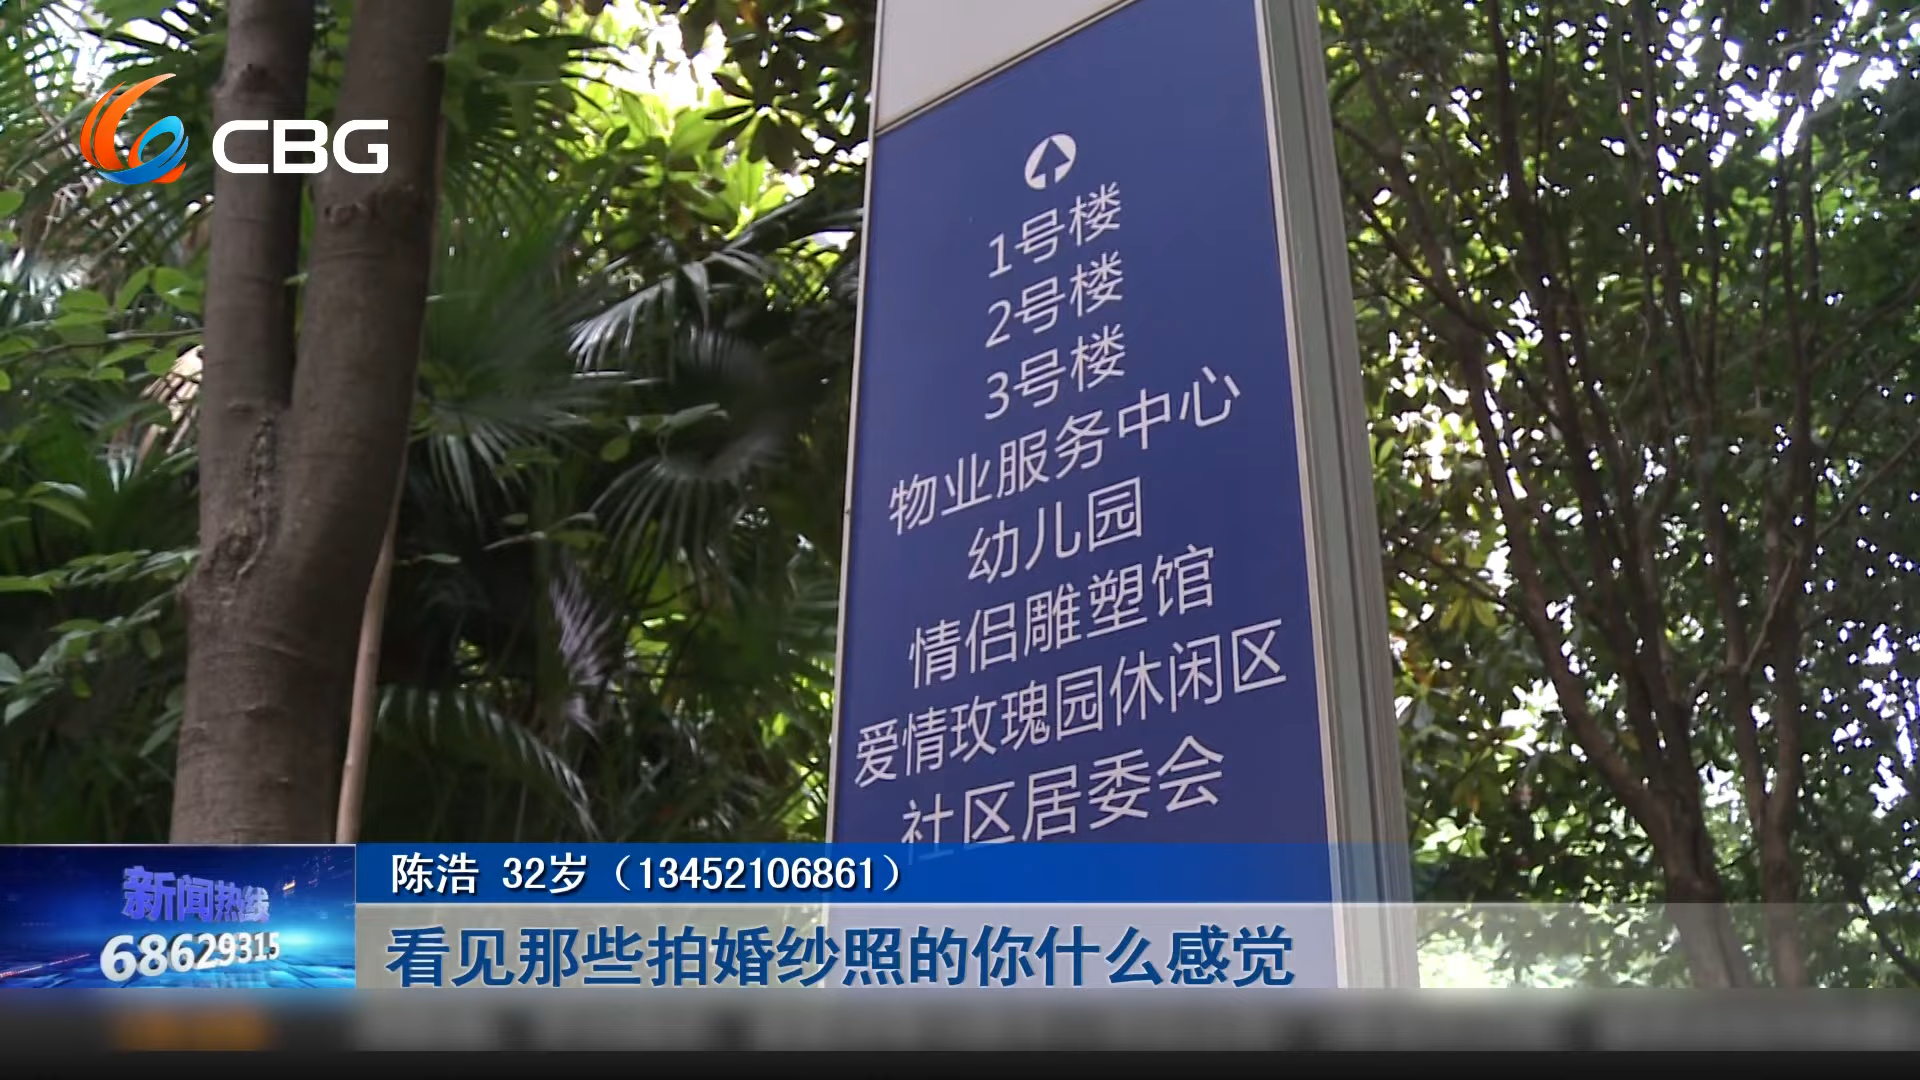 CBG
1号楼
2号楼
3号楼
物业服务中心
幼儿园
情侣雕塑馆
爱情玫瑰园休闲区
社区居委会
新闻热线
68629315
陈浩 32岁（13452106861）
看见那些拍婚纱照的你什么感觉